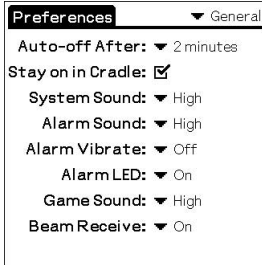 Preferences General
Auto-off After: 2 minutes
Stay on in Cradle:
System Sound: High
Alarm Sound: High
Alarm Vibrate: Off
Alarm LED: On
Game Sound: High
Beam Receive: On